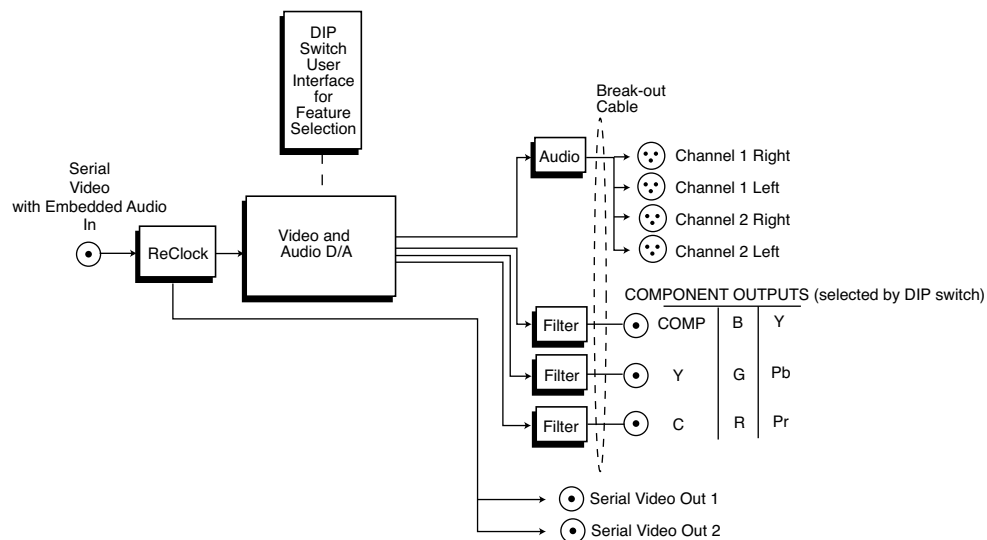 DIP
Switch
User
Interface
for
Feature
Selection
Break-out
Cable
Serial
Video
with Embedded Audio
In
ReClock
Video and
Audio D/A
Audio
Channel 1 Right
Channel 1 Left
Channel 2 Right
Channel 2 Left
COMPONENT OUTPUTS (selected by DIP switch)
Filter COMP B Y
Filter Y G Pb
Filter C R Pr
Serial Video Out 1
Serial Video Out 2